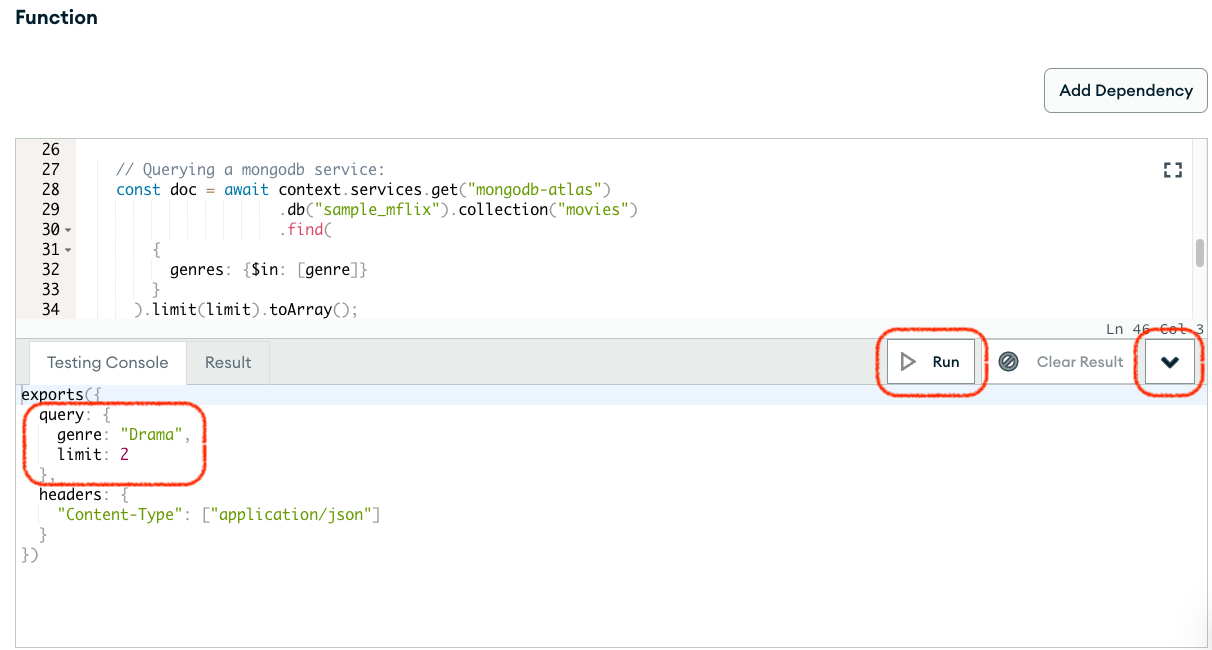 Function
Add Dependency
26
27 // Querying a mongodb service:
28 const doc = await context.services.get("mongodb-atlas")
29 .db("sample_mflix").collection("movies")
30 .find(
31 {
32 genres: {$in: [genre]}
33 }
34 ).limit(limit).toArray();
Ln 46 Col 3
Testing Console Result Run Clear Result
exports({
query: {
genre: "Drama",
limit: 2
},
headers: {
"Content-Type": ["application/json"]
}
})